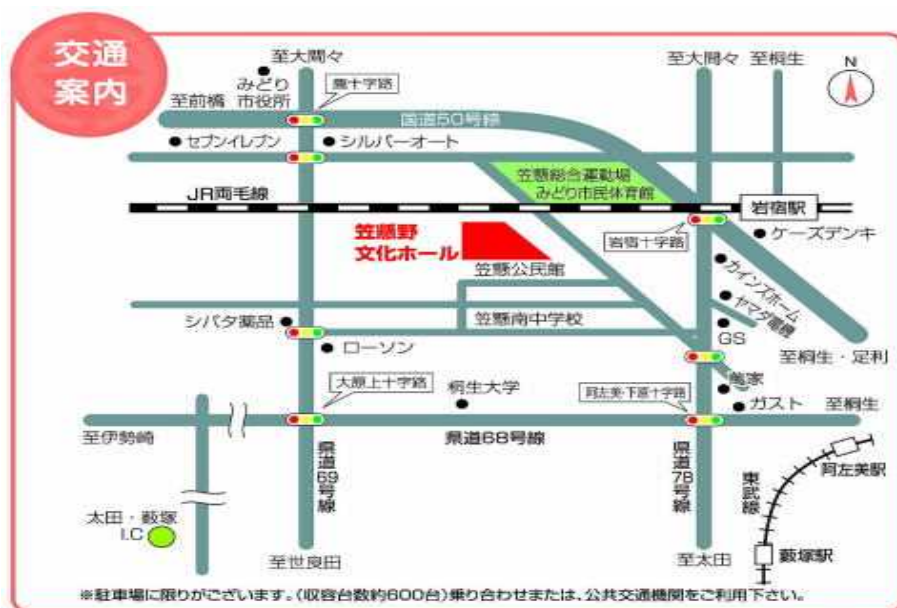 交通
案内
至大間々
至大間々
至桐生
N
みどり
市役所
鹿十字路
至前橋
国道50号線
セブンイレブン
シルバーオート
笠懸総合運動場
みどり市民体育館
JR両毛線
岩宿駅
笠懸野
文化ホール
岩宿十字路
ケーズデンキ
笠懸公民館
カインズホーム
ヤマダ電機
シバタ薬品
笠懸南中学校
GS
ローソン
至桐生・足利
大原上十字路
桐生大学
阿左美・下原十字路
萬家
ガスト
至伊勢崎
至桐生
県道68号線
県道69号線
県道78号線
東武線
阿左美駅
太田・藪塚
I.C
藪塚駅
至世良田
至太田
※駐車場に限りがございます。(収容台数約600台)乗り合わせまたは、公共交通機関をご利用下さい。